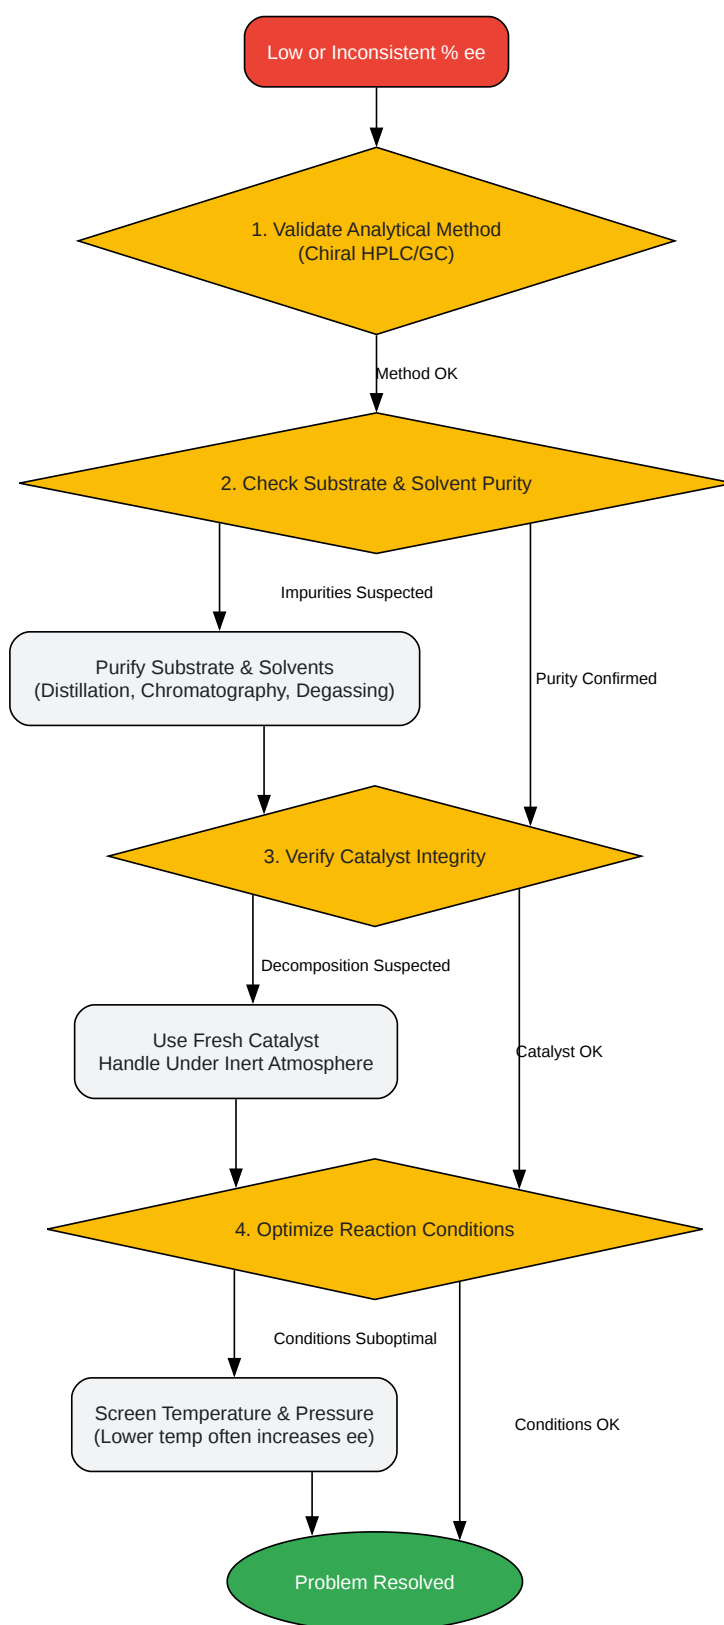 Low or Inconsistent % ee
1. Validate Analytical Method
(Chiral HPLC/GC)
Method OK
2. Check Substrate & Solvent Purity
Impurities Suspected
Purify Substrate & Solvents
(Distillation, Chromatography, Degassing)
Purity Confirmed
3. Verify Catalyst Integrity
Decomposition Suspected
Use Fresh Catalyst
Handle Under Inert Atmosphere
Catalyst OK
4. Optimize Reaction Conditions
Conditions Suboptimal
Screen Temperature & Pressure
(Lower temp often increases ee)
Conditions OK
Problem Resolved